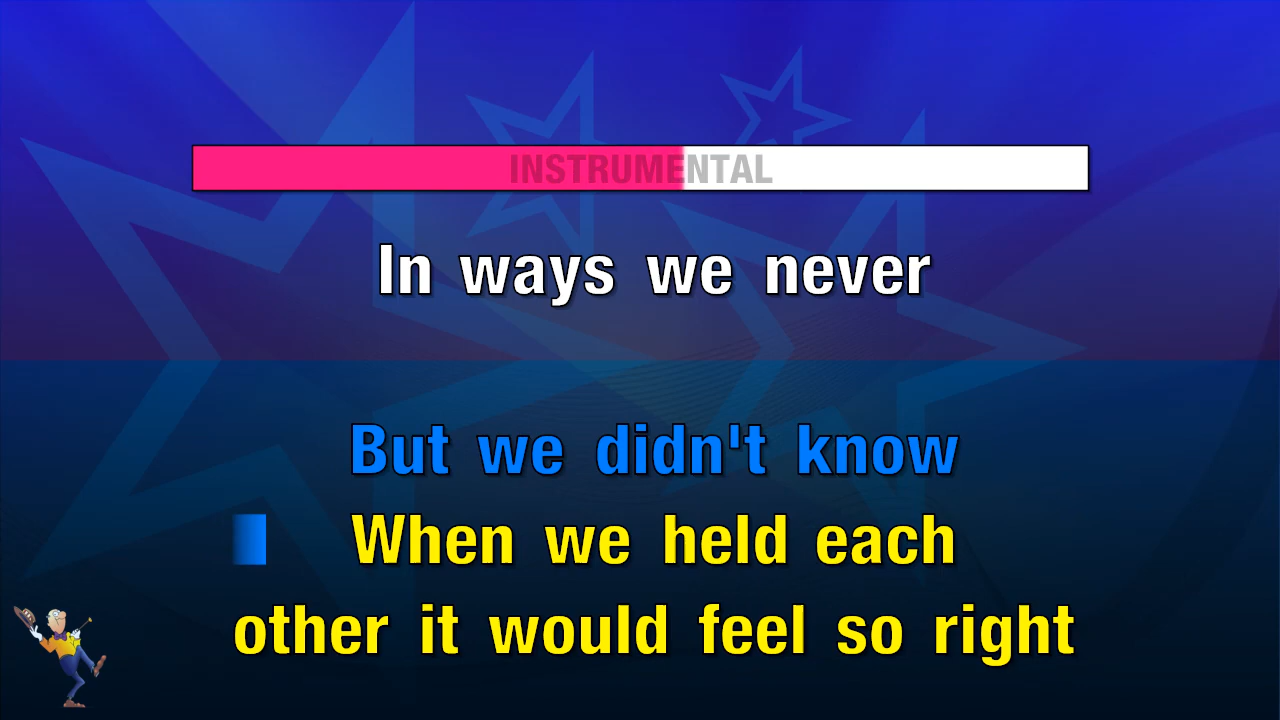 INSTRUMENTAL
In ways we never
But we didn't know
When we held each
other it would feel so right